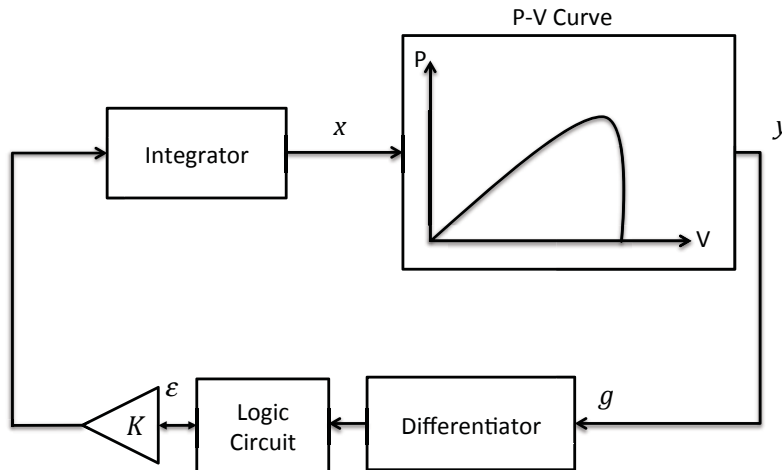 P-V Curve
P
x
y
Integrator
V
ε
g
K
Logic
Circuit
Differentiator